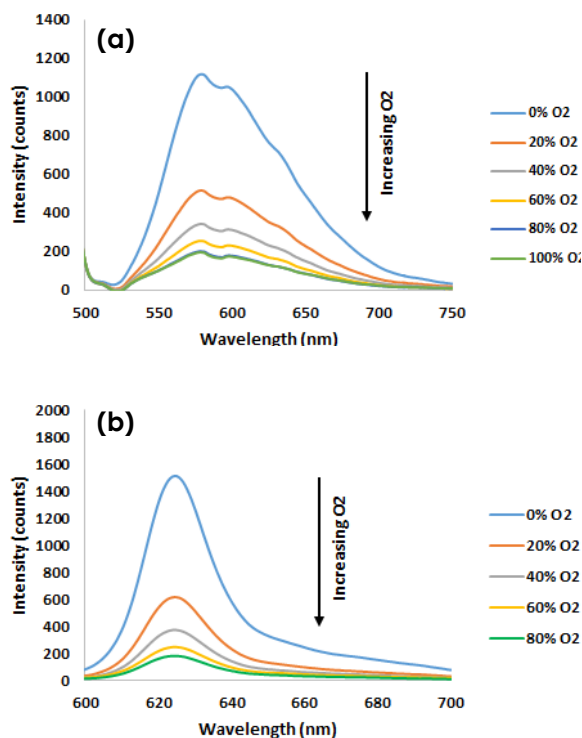 (a)
1400
1200
1000
800
600
400
200
0
Intensity (counts)
500 550 600 650 700 750
Wavelength (nm)
Increasing O2
0% O2
20% O2
40% O2
60% O2
80% O2
100% O2
(b)
2000
1800
1600
1400
1200
1000
800
600
400
200
0
Intensity (counts)
600 620 640 660 680 700
Wavelength (nm)
Increasing O2
0% O2
20% O2
40% O2
60% O2
80% O2